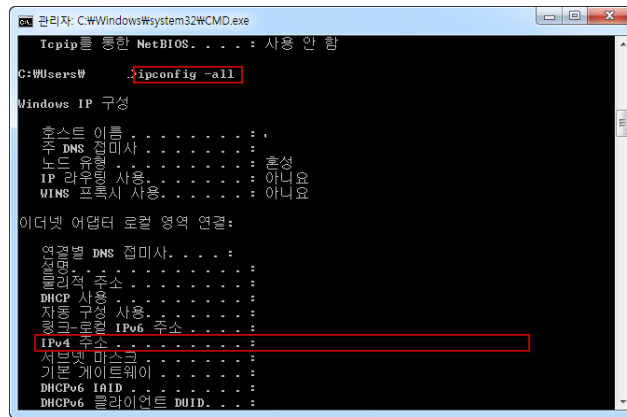 관리자: C:₩Windows₩system32₩CMD.exe
Tcpip를 통한 NetBIOS. . . . : 사용 안 함
C:₩Users₩ .>ipconfig -all
Windows IP 구성
호스트 이름 . . . . . . . . : .
주 DNS 접미사 . . . . . . . :
노드 유형 . . . . . . . . . : 혼성
IP 라우팅 사용. . . . . . . : 아니요
WINS 프록시 사용. . . . . . : 아니요
이더넷 어댑터 로컬 영역 연결:
연결별 DNS 접미사. . . . :
설명. . . . . . . . . . . . :
물리적 주소 . . . . . . . . :
DHCP 사용 . . . . . . . . . :
자동 구성 사용. . . . . . . :
링크-로컬 IPv6 주소 . . . . :
IPv4 주소 . . . . . . . . . :
서브넷 마스크 . . . . . . . :
기본 게이트웨이 . . . . . . :
DHCPv6 IAID . . . . . . . . :
DHCPv6 클라이언트 DUID. . . :